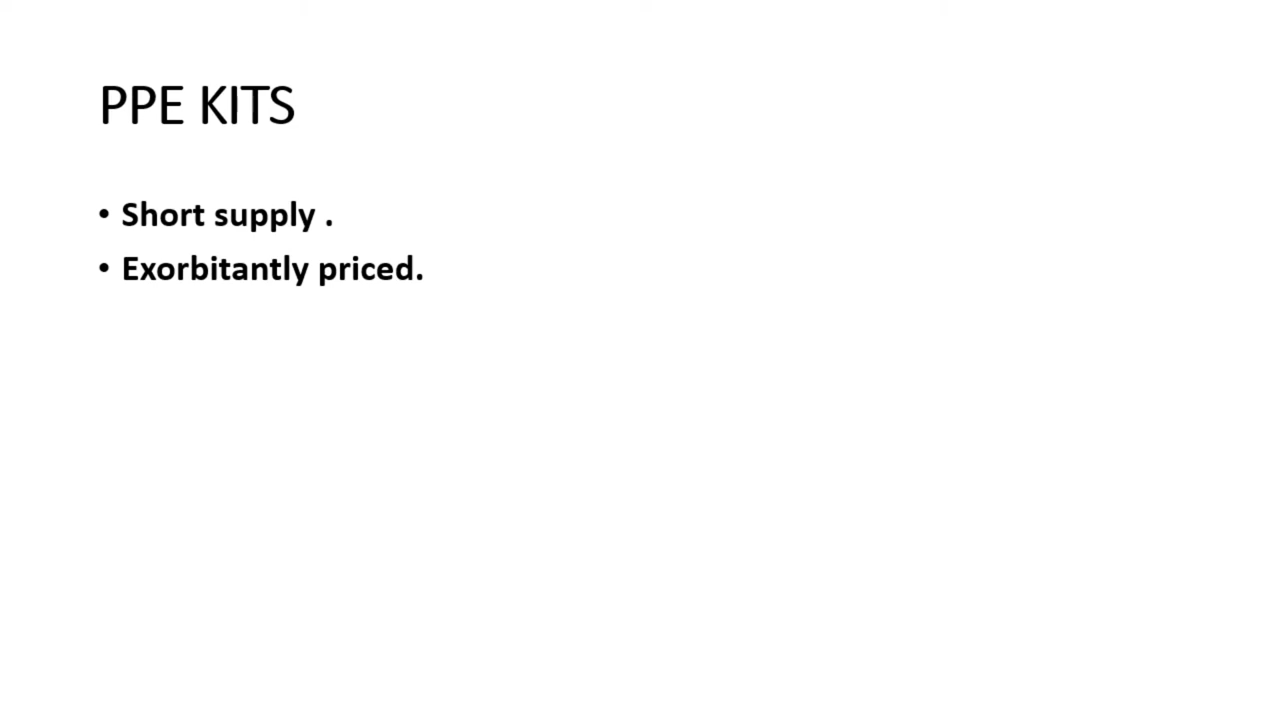 PPE KITS
• Short supply .
• Exorbitantly priced.